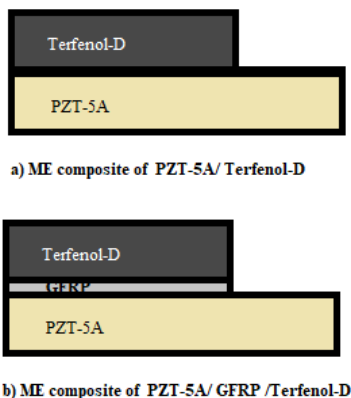 Terfenol-D
PZT-5A
a) ME composite of PZT-5A/ Terfenol-D
Terfenol-D
GFRP
PZT-5A
b) ME composite of PZT-5A/ GFRP /Terfenol-D